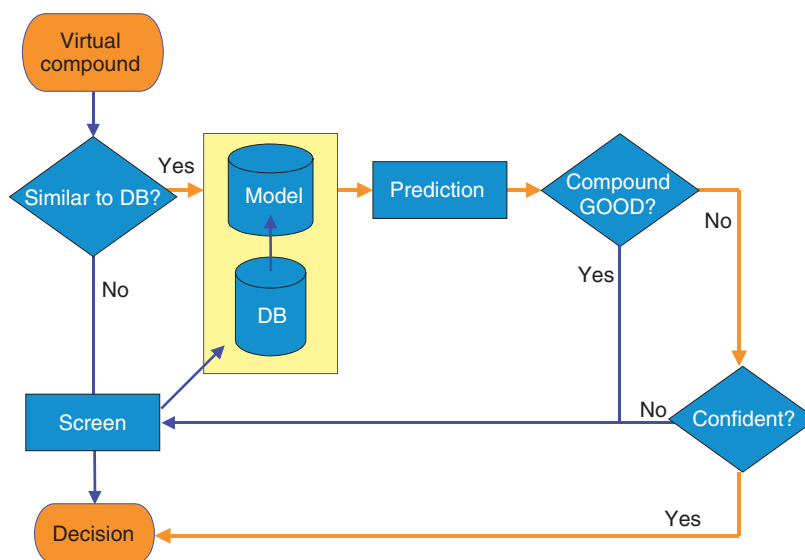 Virtual
compound
Yes
Similar to DB?
Model
Prediction
Compound
GOOD?
No
Yes
No
DB
No
Screen
Confident?
Yes
Decision